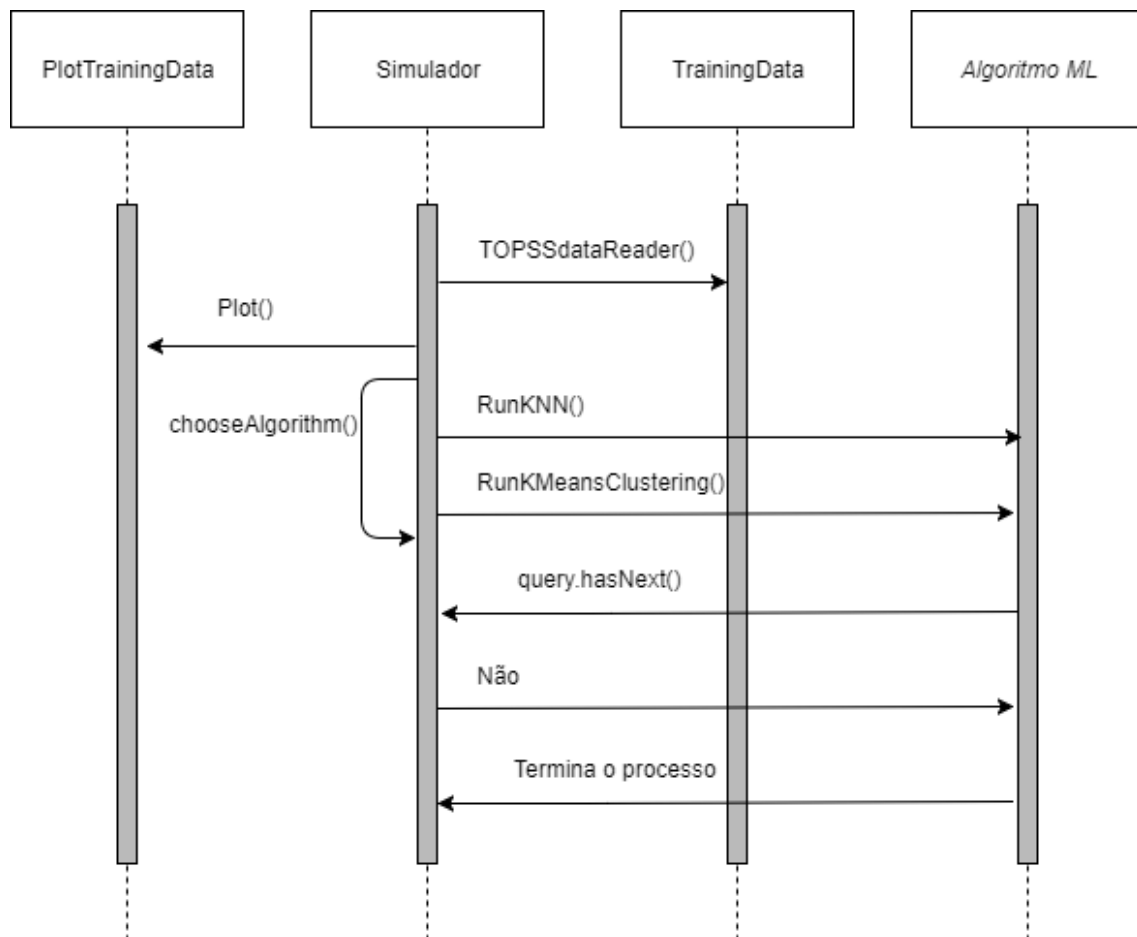 PlotTrainingData
Simulador
TrainingData
Algoritmo ML
TOPSSdataReader()
Plot()
chooseAlgorithm()
RunKNN()
RunKMeansClustering()
query.hasNext()
Não
Termina o processo